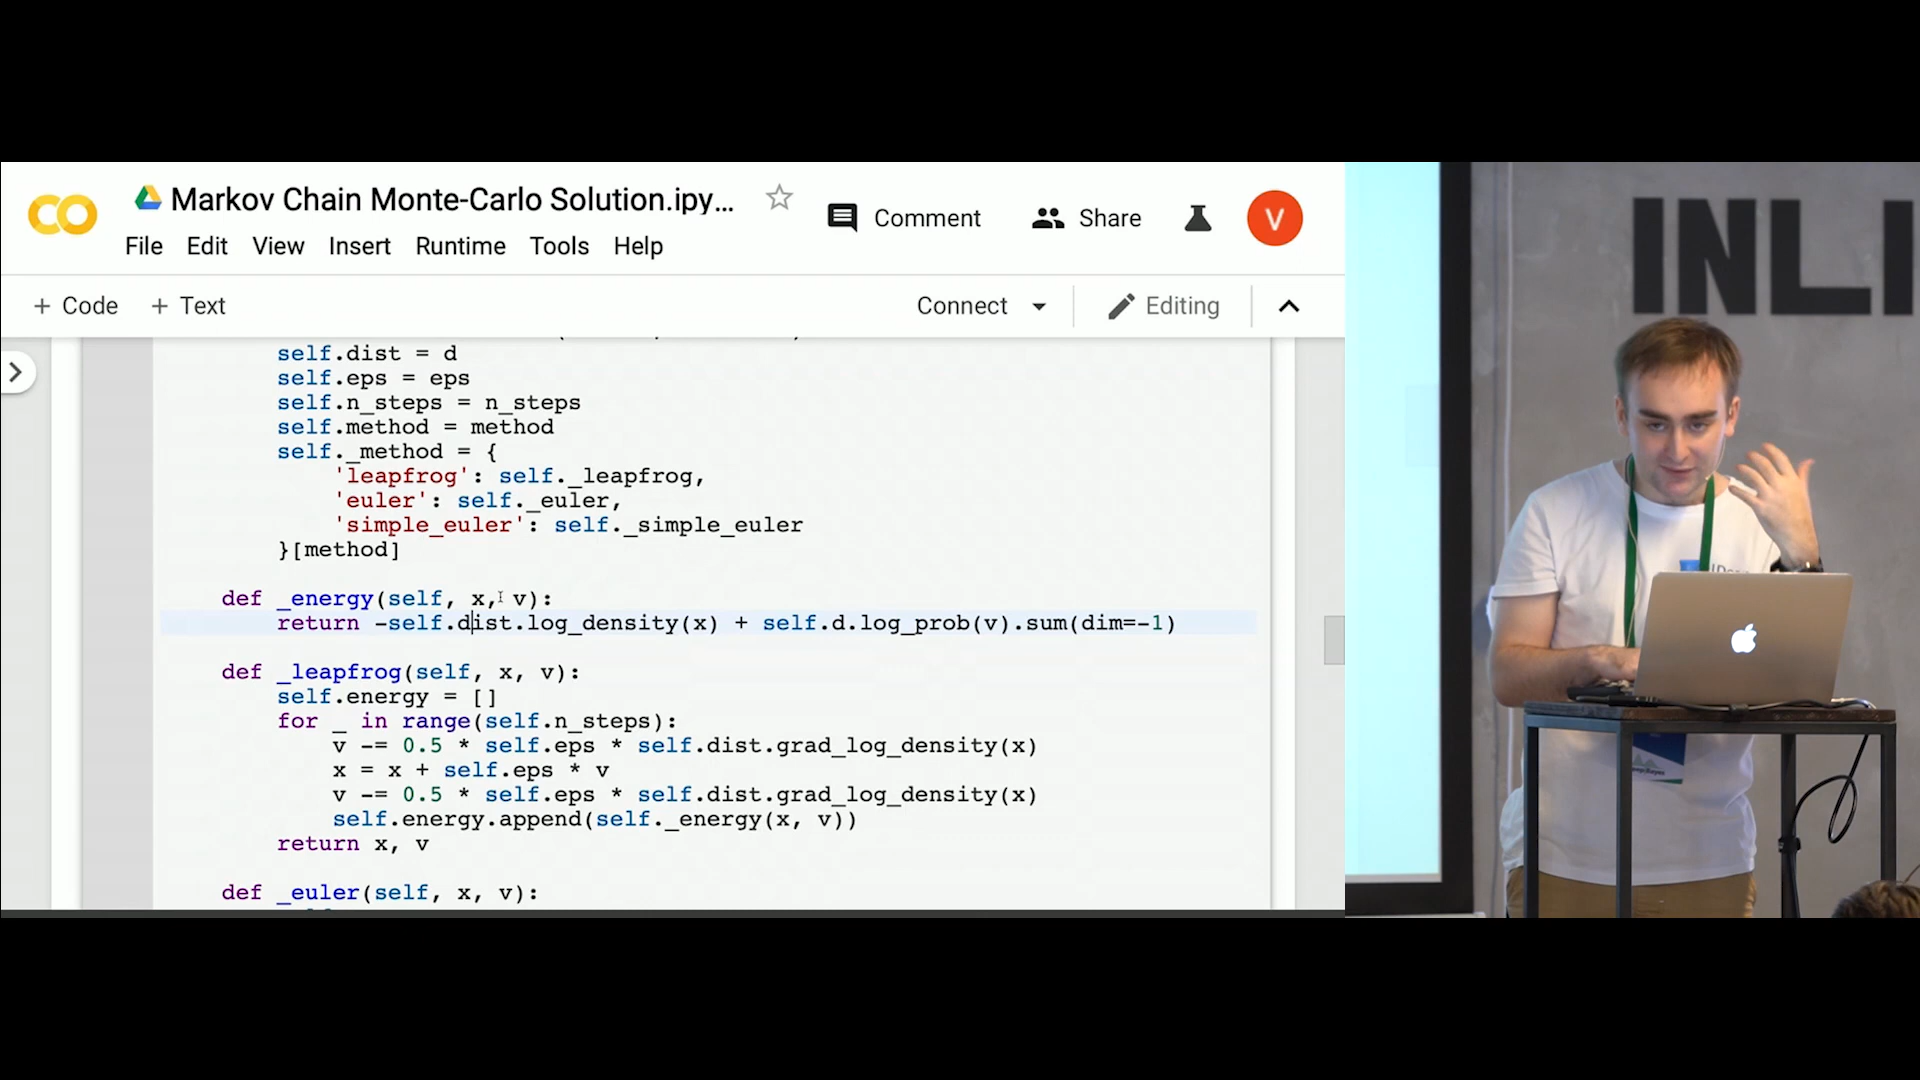 Markov Chain Monte-Carlo Solution.ipy...
Comment
Share
V
File Edit View Insert Runtime Tools Help
+ Code + Text
Connect
Editing
self.dist = d
self.eps = eps
self.n_steps = n_steps
self.method = method
self._method = {
'leapfrog': self._leapfrog,
'euler': self._euler,
'simple_euler': self._simple_euler
}[method]
def _energy(self, x, v):
return -self.dist.log_density(x) + self.d.log_prob(v).sum(dim=-1)
def _leapfrog(self, x, v):
self.energy = []
for _ in range(self.n_steps):
v -= 0.5 * self.eps * self.dist.grad_log_density(x)
x = x + self.eps * v
v -= 0.5 * self.eps * self.dist.grad_log_density(x)
self.energy.append(self._energy(x, v))
return x, v
def _euler(self, x, v):
INLI